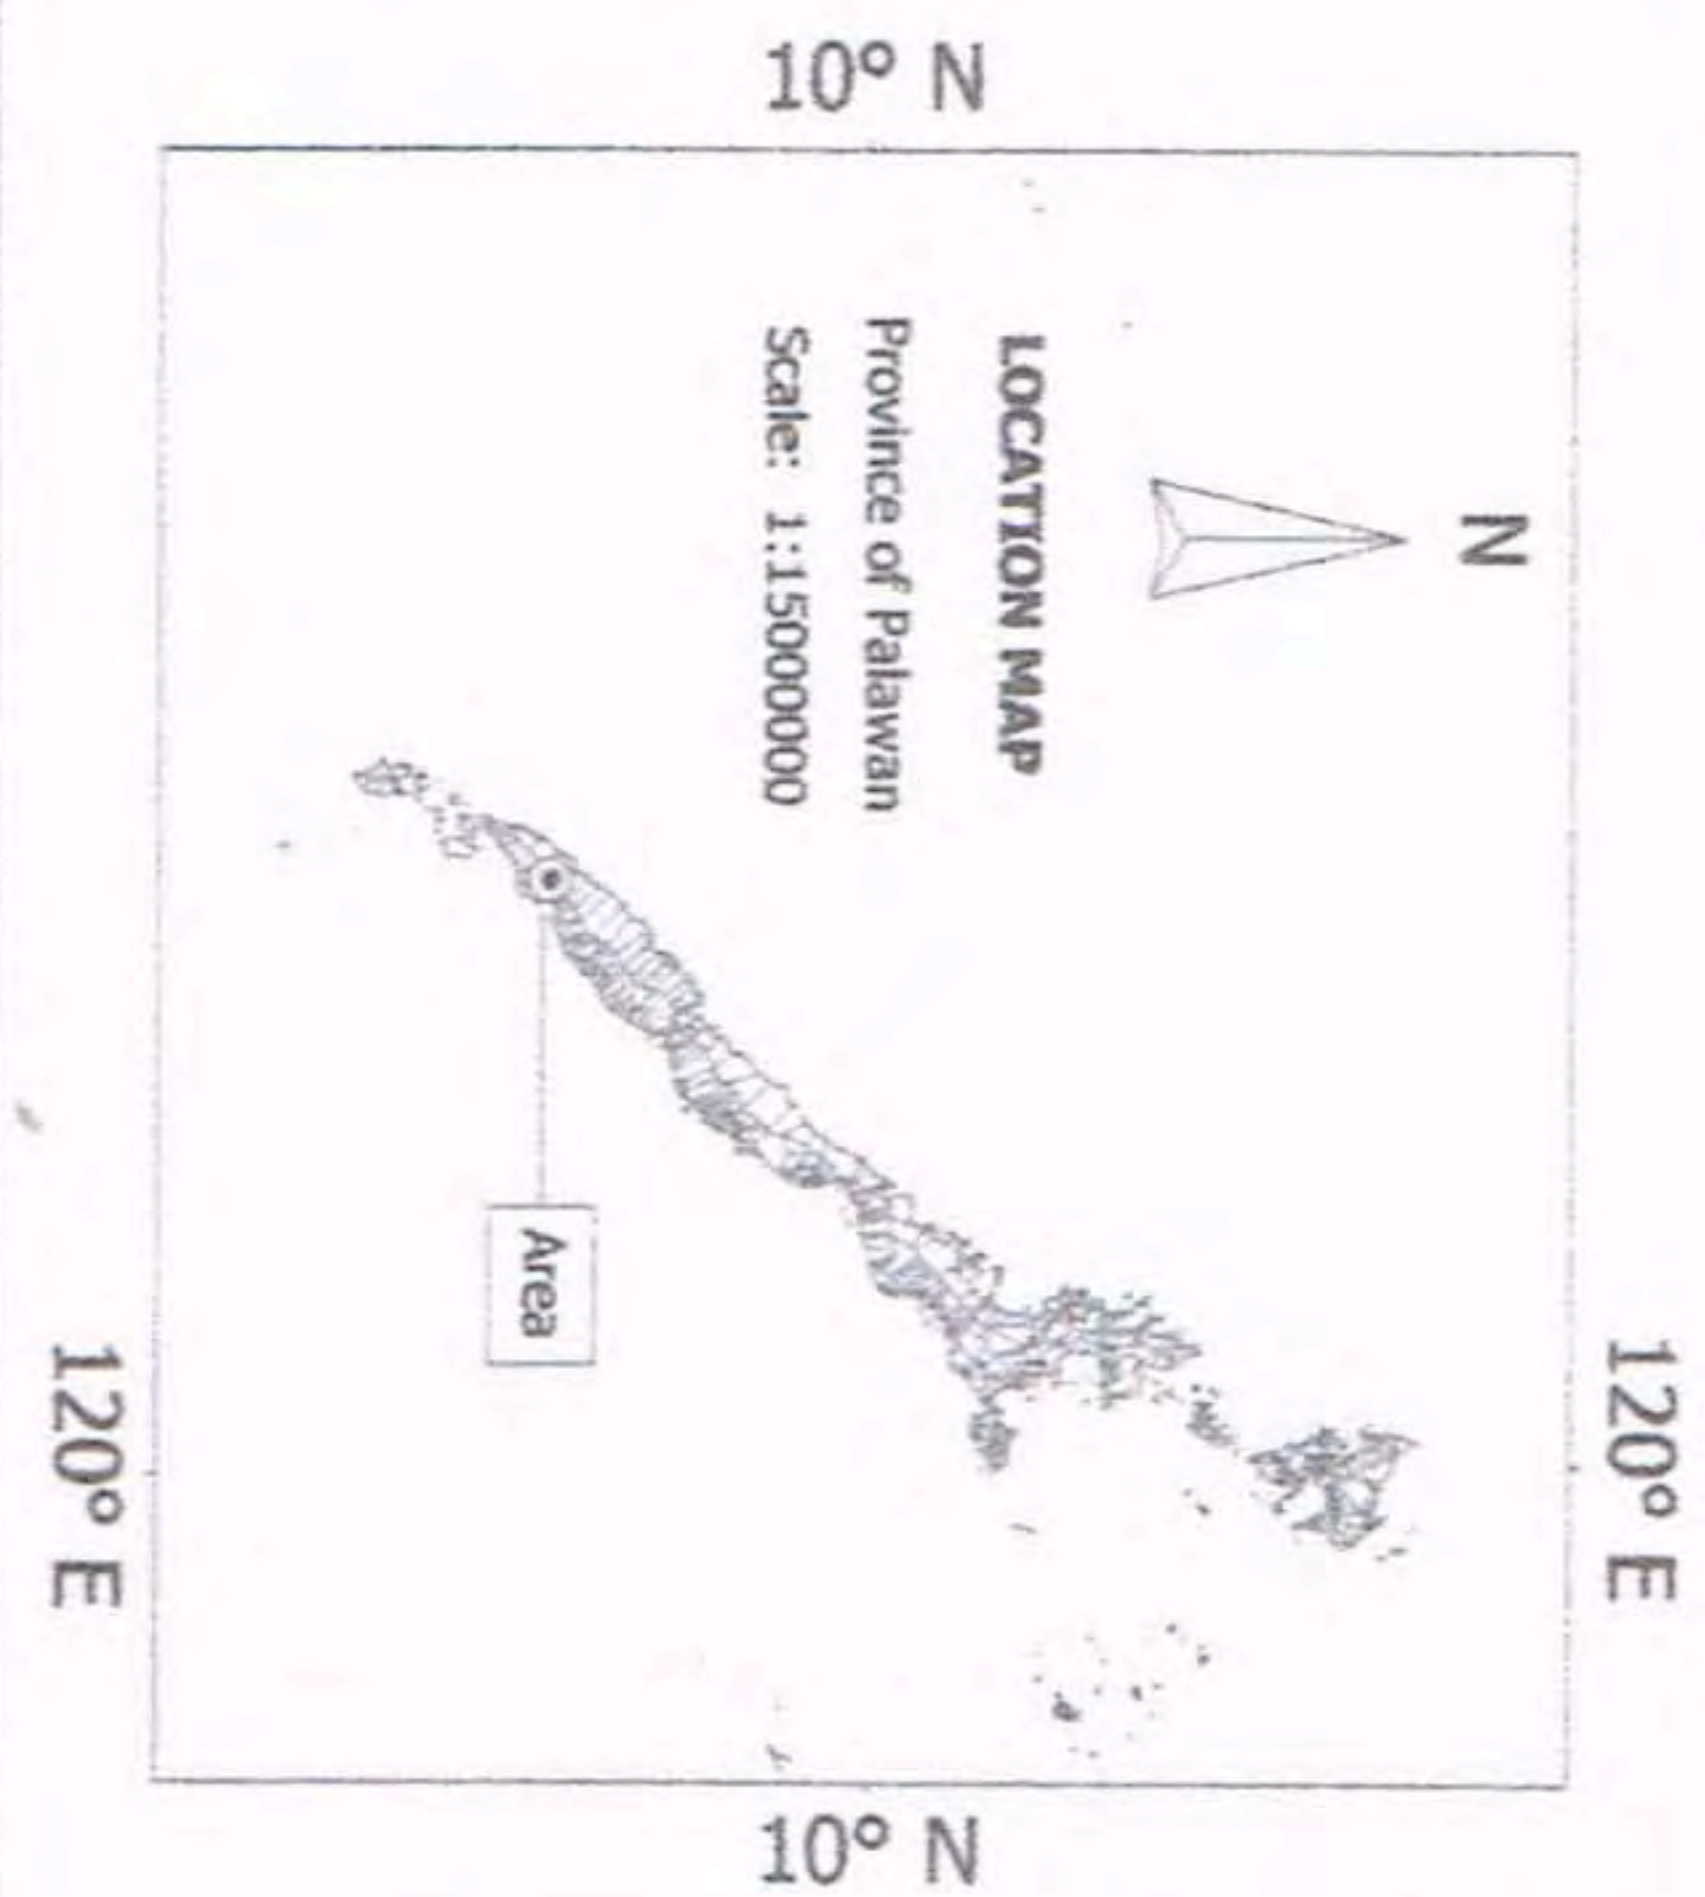 120° E
N
LOCATION MAP
10° N
Province of Palawan
10° N
Scale: 1:15000000
Area
120° E